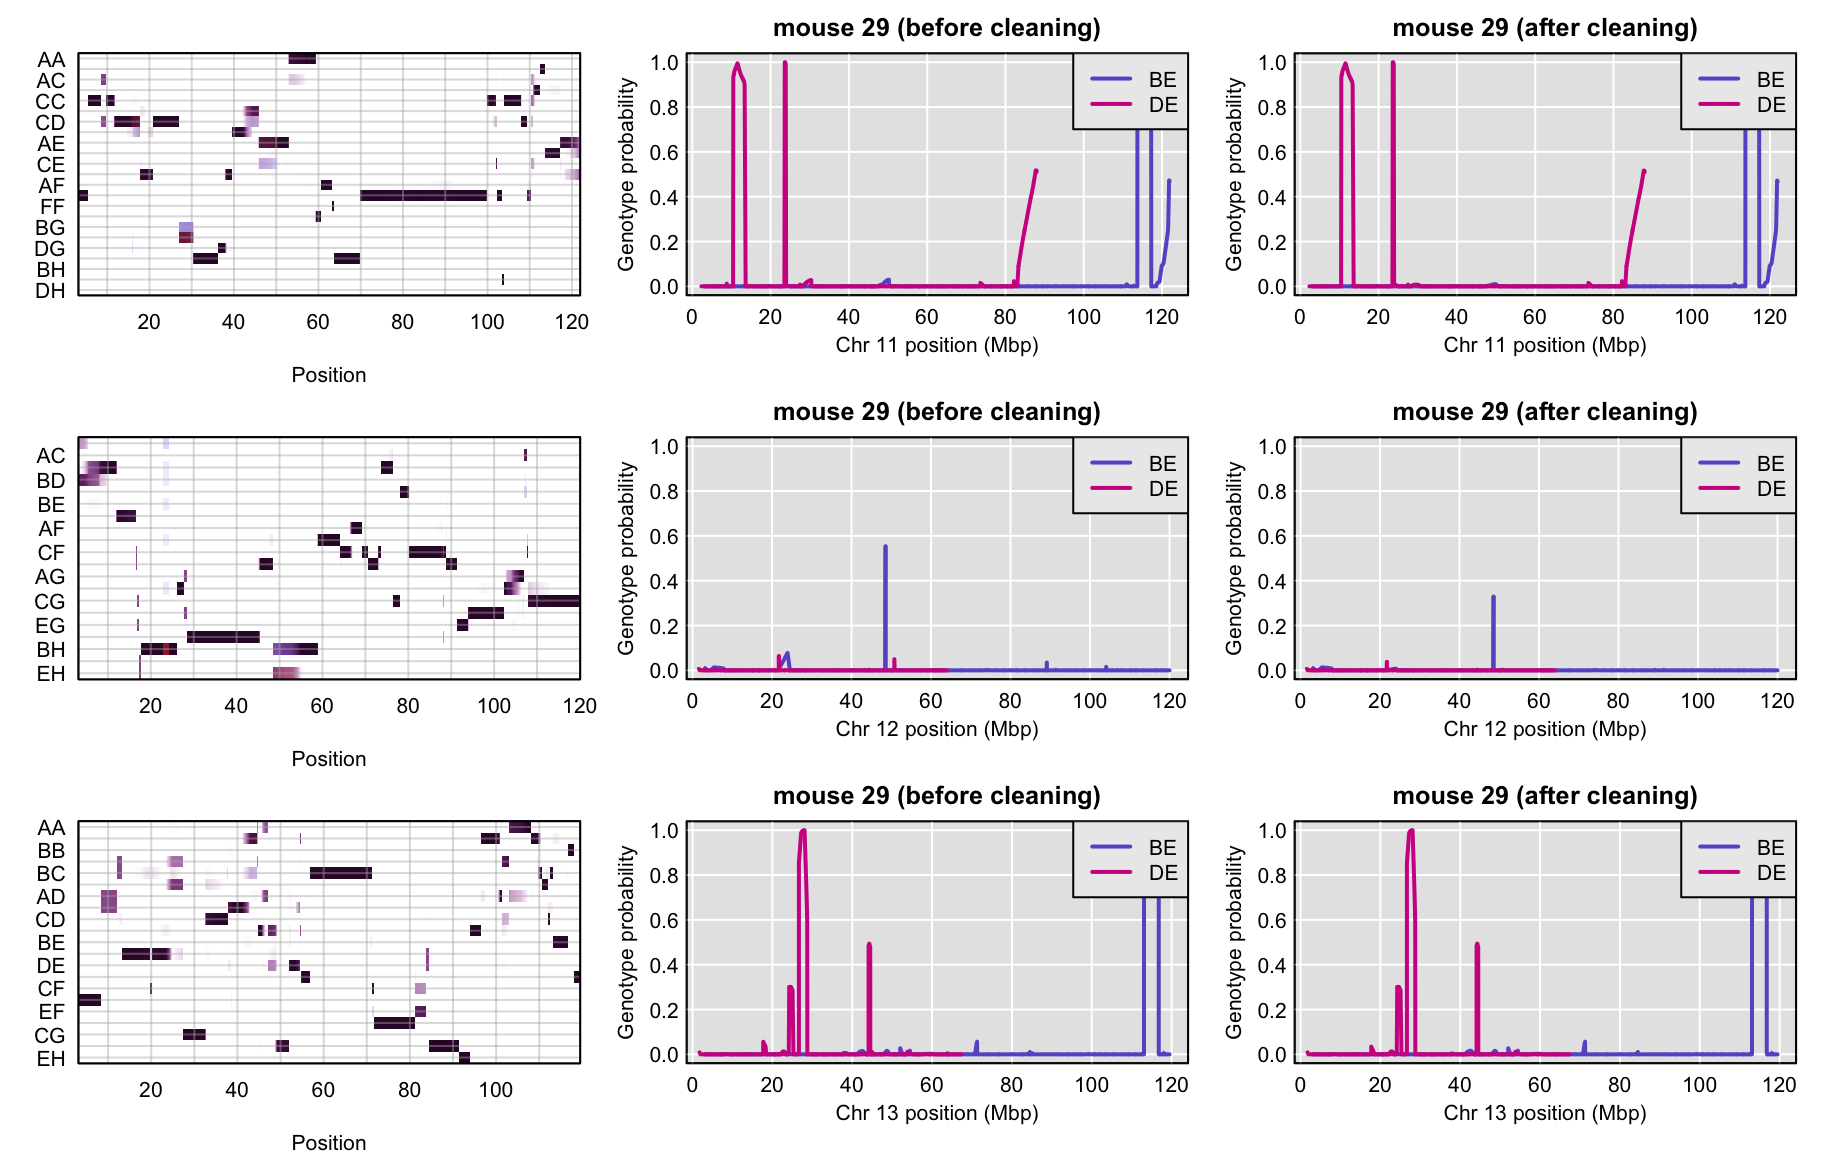 mouse 29 (before cleaning)
mouse 29 (after cleaning)
AA
AC
CC
CD
AE
CE
AF
FF
BG
DG
BH
DH
20 40 60 80 100 120
Position
Genotype probability
1.0
0.8
0.6
0.4
0.2
0.0
BE
DE
0 20 40 60 80 100 120
Chr 11 position (Mbp)
Genotype probability
1.0
0.8
0.6
0.4
0.2
0.0
BE
DE
0 20 40 60 80 100 120
Chr 11 position (Mbp)
mouse 29 (before cleaning)
mouse 29 (after cleaning)
AC
BD
BE
AF
CF
AG
CG
EG
BH
EH
20 40 60 80 100 120
Position
Genotype probability
1.0
0.8
0.6
0.4
0.2
0.0
BE
DE
0 20 40 60 80 100 120
Chr 12 position (Mbp)
Genotype probability
1.0
0.8
0.6
0.4
0.2
0.0
BE
DE
0 20 40 60 80 100 120
Chr 12 position (Mbp)
mouse 29 (before cleaning)
mouse 29 (after cleaning)
AA
BB
BC
AD
CD
BE
DE
CF
EF
CG
EH
20 40 60 80 100
Position
Genotype probability
1.0
0.8
0.6
0.4
0.2
0.0
BE
DE
0 20 40 60 80 100 120
Chr 13 position (Mbp)
Genotype probability
1.0
0.8
0.6
0.4
0.2
0.0
BE
DE
0 20 40 60 80 100 120
Chr 13 position (Mbp)